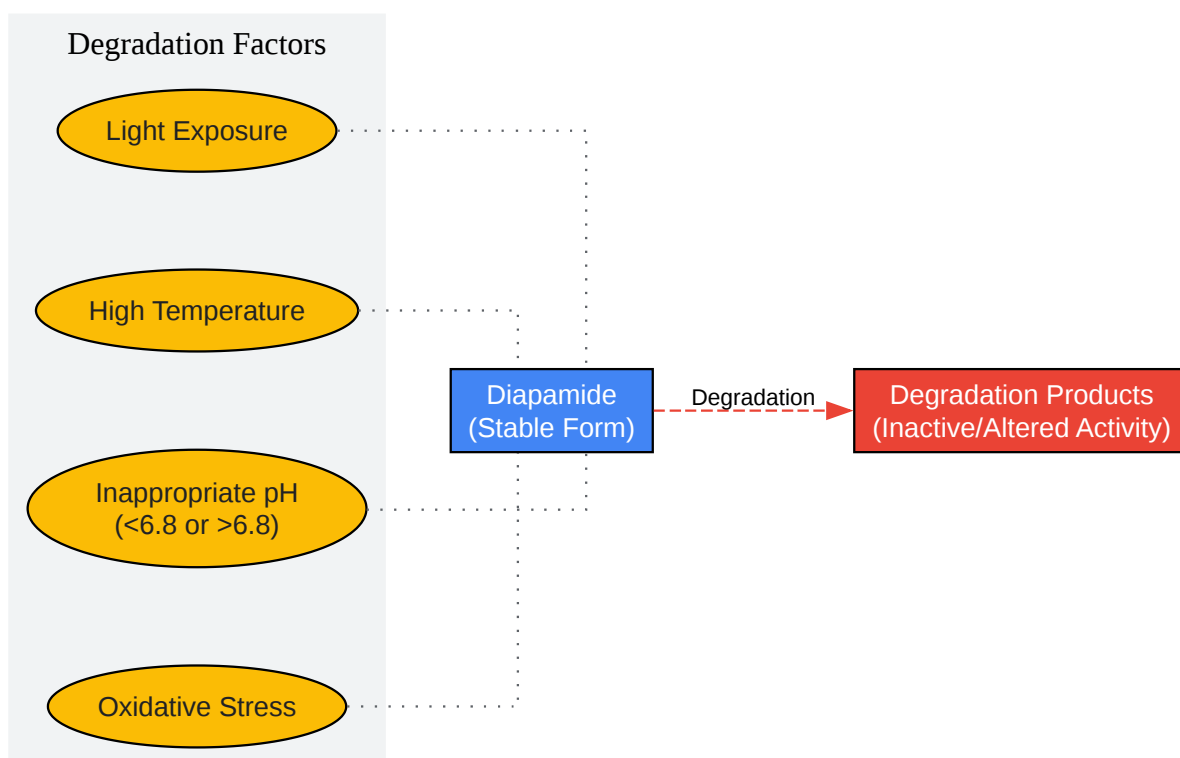 Degradation Factors
Light Exposure
High Temperature
Inappropriate pH
(<6.8 or >6.8)
Oxidative Stress
Diapamide
(Stable Form)
Degradation
Degradation Products
(Inactive/Altered Activity)